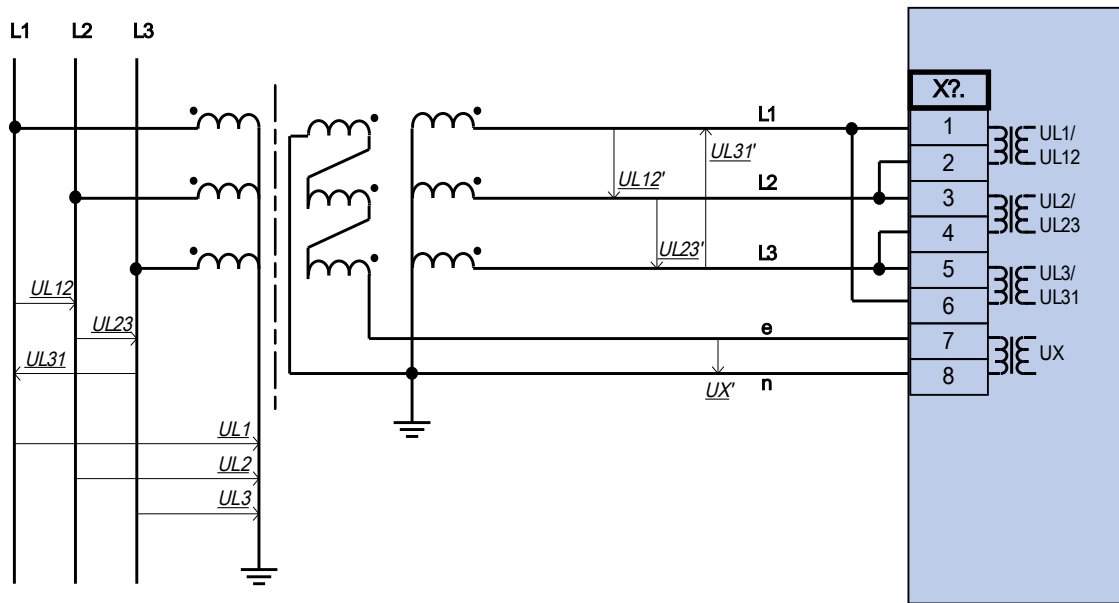 L1 L2 L3
X?.
L1
1
UL1/
UL12
UL31'
2
UL12'
L2
3
UL2/
UL23
UL23'
4
L3
5
UL3/
UL31
UL12
6
UL23
e
7
UX
UL31
UX'
n
8
UL1
UL2
UL3